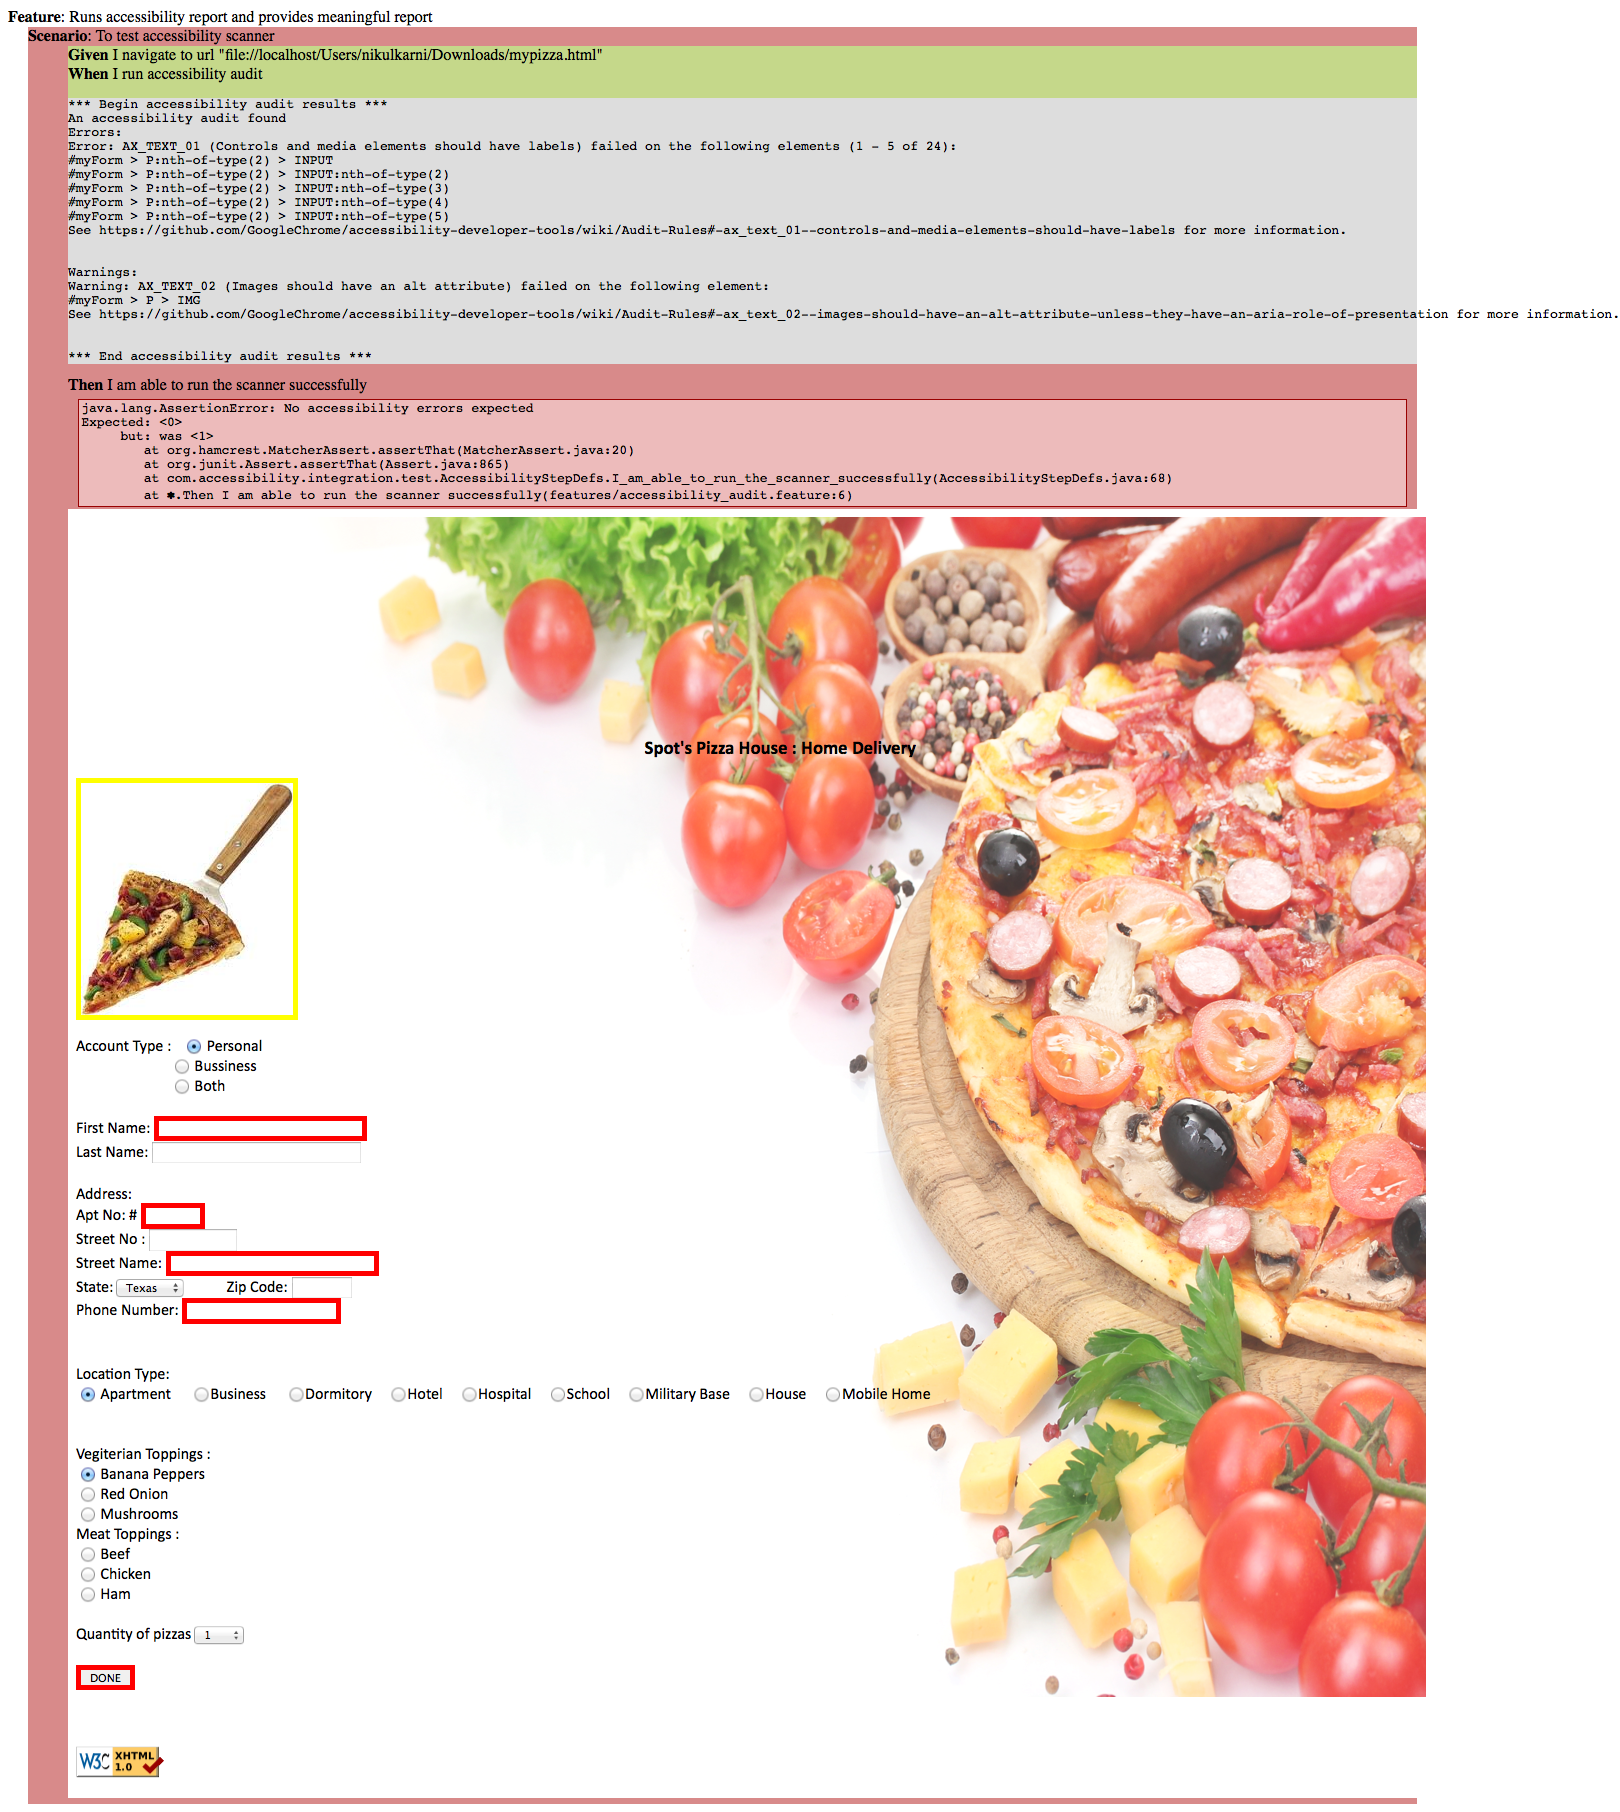 Feature: Runs accessibility report and provides meaningful report
Scenario: To test accessibility scanner
Given I navigate to url "file://localhost/Users/nikulkarni/Downloads/mypizza.html"
When I run accessibility audit
*** Begin accessibility audit results ***
An accessibility audit found
Errors:
Error: AX_TEXT_01 (Controls and media elements should have labels) failed on the following elements (1 - 5 of 24):
#myForm > P:nth-of-type(2) > INPUT
#myForm > P:nth-of-type(2) > INPUT:nth-of-type(2)
#myForm > P:nth-of-type(2) > INPUT:nth-of-type(3)
#myForm > P:nth-of-type(2) > INPUT:nth-of-type(4)
#myForm > P:nth-of-type(2) > INPUT:nth-of-type(5)
See https://github.com/GoogleChrome/accessibility-developer-tools/wiki/Audit-Rules#-ax_text_01--controls-and-media-elements-should-have-labels for more information.
Warnings:
Warning: AX_TEXT_02 (Images should have an alt attribute) failed on the following element:
#myForm > P > IMG
See https://github.com/GoogleChrome/accessibility-developer-tools/wiki/Audit-Rules#-ax_text_02--images-should-have-an-alt-attribute-unless-they-have-an-aria-role-of-presentation for more information.
*** End accessibility audit results ***
Then I am able to run the scanner successfully
java.lang.AssertionError: No accessibility errors expected
Expected: <0>
but: was <1>
at org.hamcrest.MatcherAssert.assertThat(MatcherAssert.java:20)
at org.junit.Assert.assertThat(Assert.java:865)
at com.accessibility.integration.test.AccessibilityStepDefs.I_am_able_to_run_the_scanner_successfully(AccessibilityStepDefs.java:68)
at ✽.Then I am able to run the scanner successfully(features/accessibility_audit.feature:6)
Spot's Pizza House : Home Delivery
Account Type : Personal
Bussiness
Both
First Name:
Last Name:
Address:
Apt No: #
Street No :
Street Name:
State: Texas Zip Code:
Phone Number:
Location Type:
Apartment Business Dormitory Hotel Hospital School Military Base House Mobile Home
Vegiterian Toppings :
Banana Peppers
Red Onion
Mushrooms
Meat Toppings :
Beef
Chicken
Ham
Quantity of pizzas 1
DONE
W3C XHTML
1.0